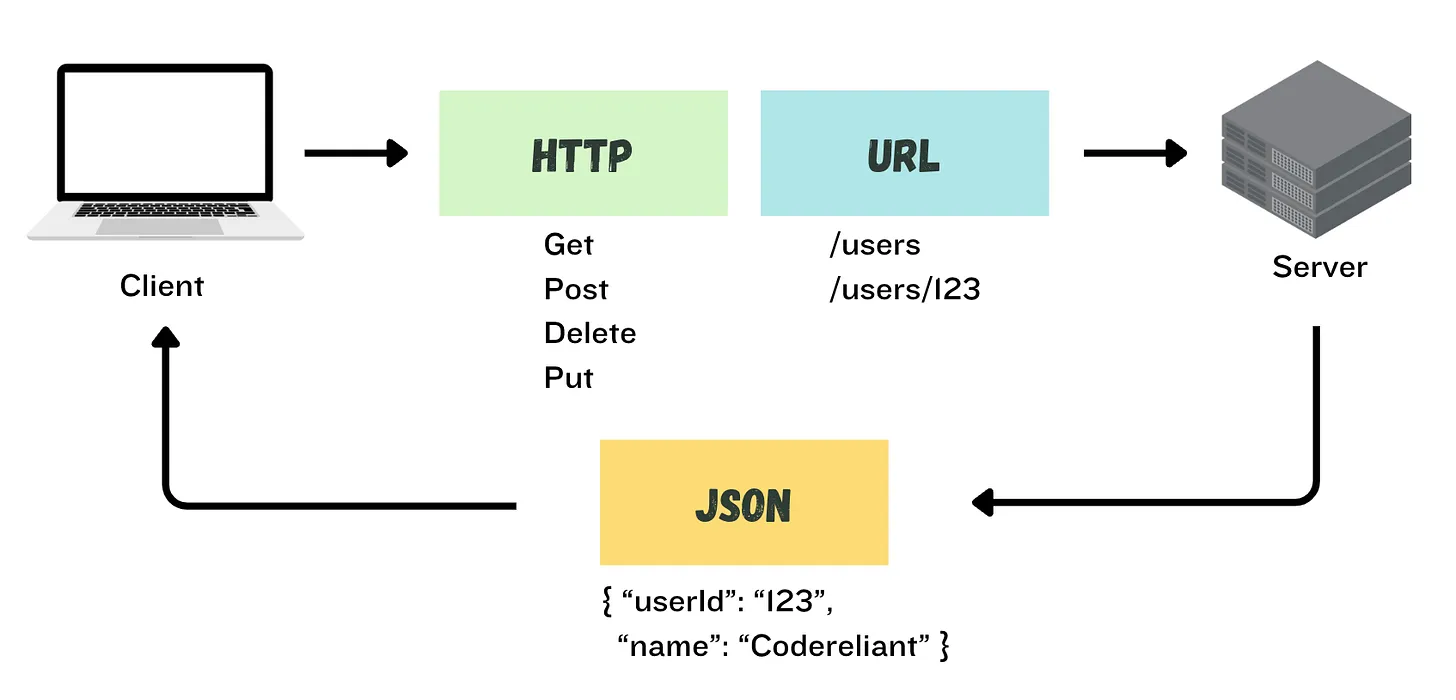 HTTP
URL
Get
Post
Delete
Put
/users
/users/123
Client
Server
JSON
{ “userId”: “123”,
“name”: “Codereliant” }